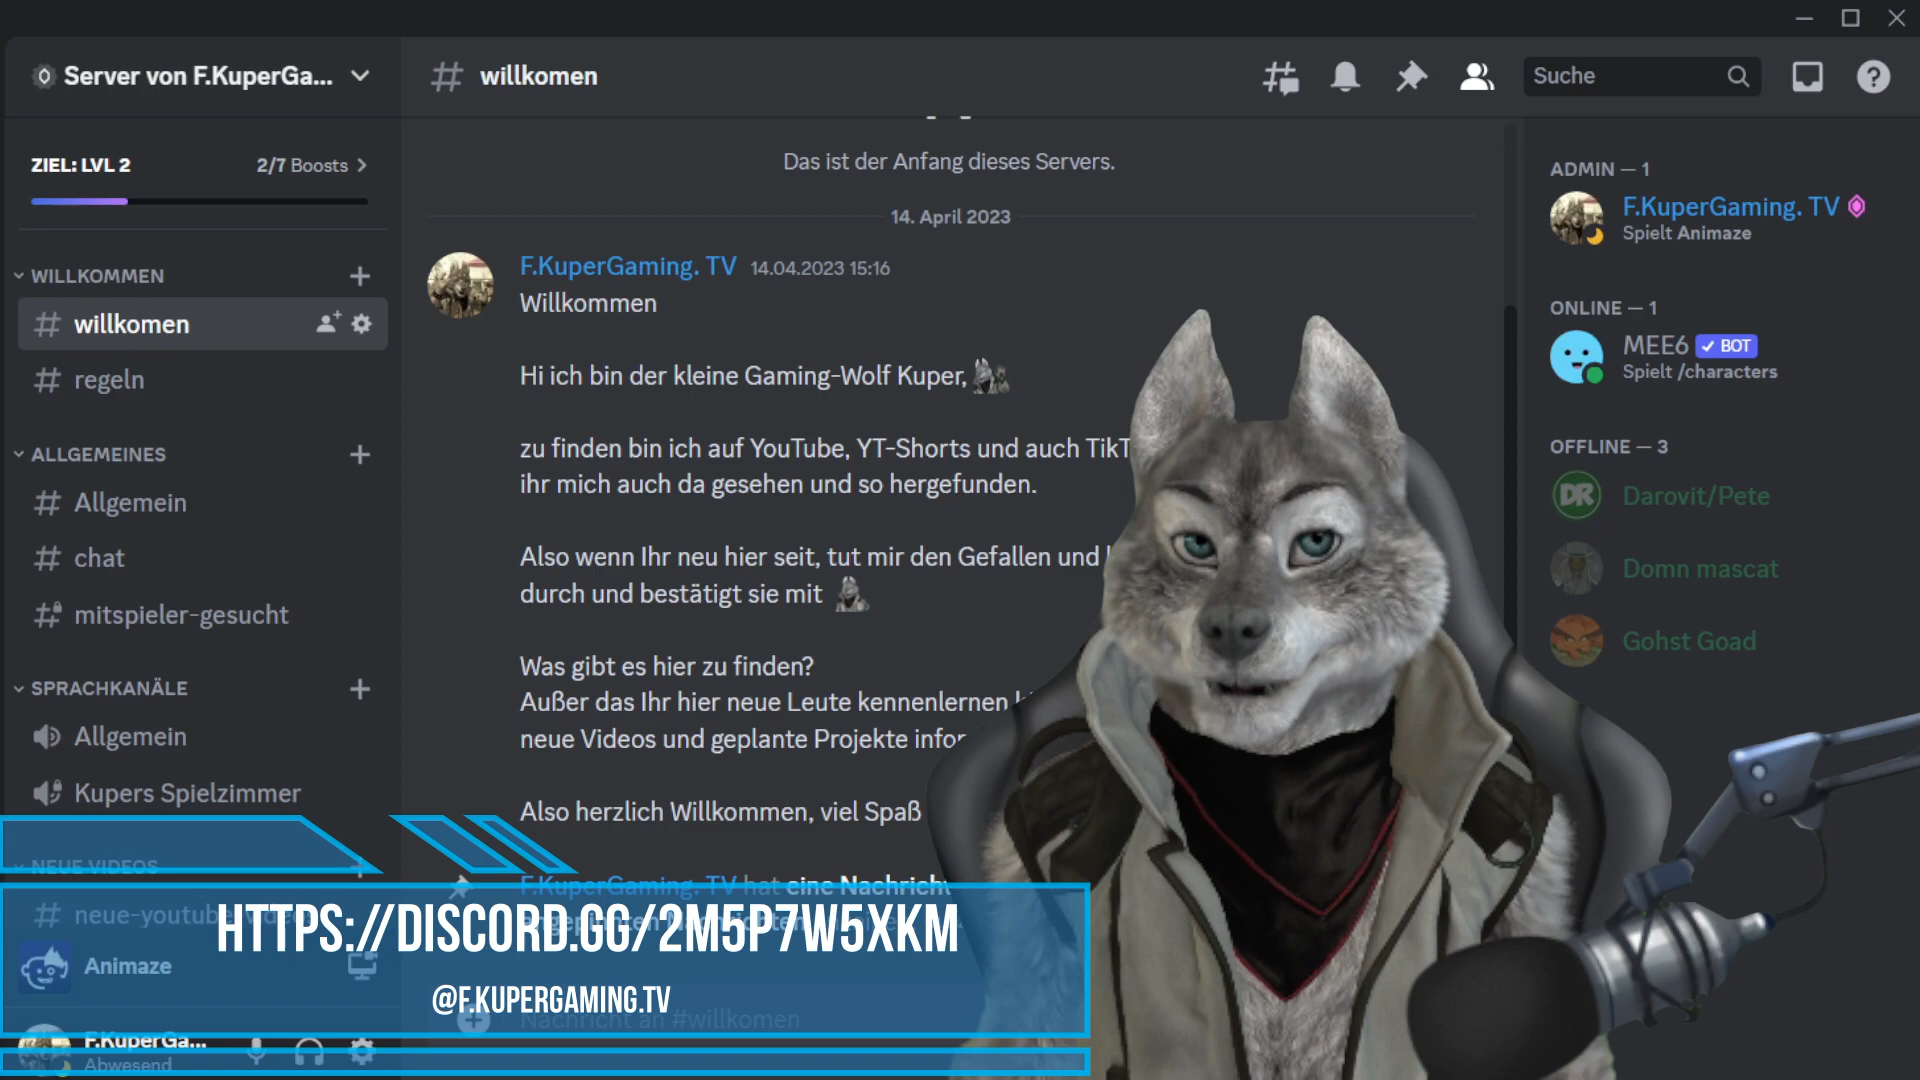 Server von F.KuperGa...
ZIEL: LVL 2
2/7 Boosts
WILLKOMMEN
willkomen
regeln
ALLGEMEINES
Allgemein
chat
mitspieler-gesucht
SPRACHKANÄLE
Allgemein
Kupers Spielzimmer
NEUE VIDEOS
neue-youtube
Animaze
F.KuperGa...
Abwesend
willkomen
Das ist der Anfang dieses Servers.
14. April 2023
F.KuperGaming. TV 14.04.2023 15:16
Willkommen
Hi ich bin der kleine Gaming-Wolf Kuper,
zu finden bin ich auf YouTube, YT-Shorts und auch TikT
ihr mich auch da gesehen und so hergefunden.
Also wenn Ihr neu hier seit, tut mir den Gefallen und
durch und bestätigt sie mit
Was gibt es hier zu finden?
Außer das Ihr hier neue Leute kennenlernen
neue Videos und geplante Projekte infor
Also herzlich Willkommen, viel Spaß
F.KuperGaming. TV hat eine Nachricht
angepinnten Nachrichten
Nachricht an #willkomen
HTTPS://DISCORD.GG/2M5P7W5XKM
@F.KUPERGAMING.TV
Suche
ADMIN — 1
F.KuperGaming. TV
Spielt Animaze
ONLINE — 1
MEE6 BOT
Spielt /characters
OFFLINE — 3
DR
Darovit/Pete
Domn mascat
Gohst Goad